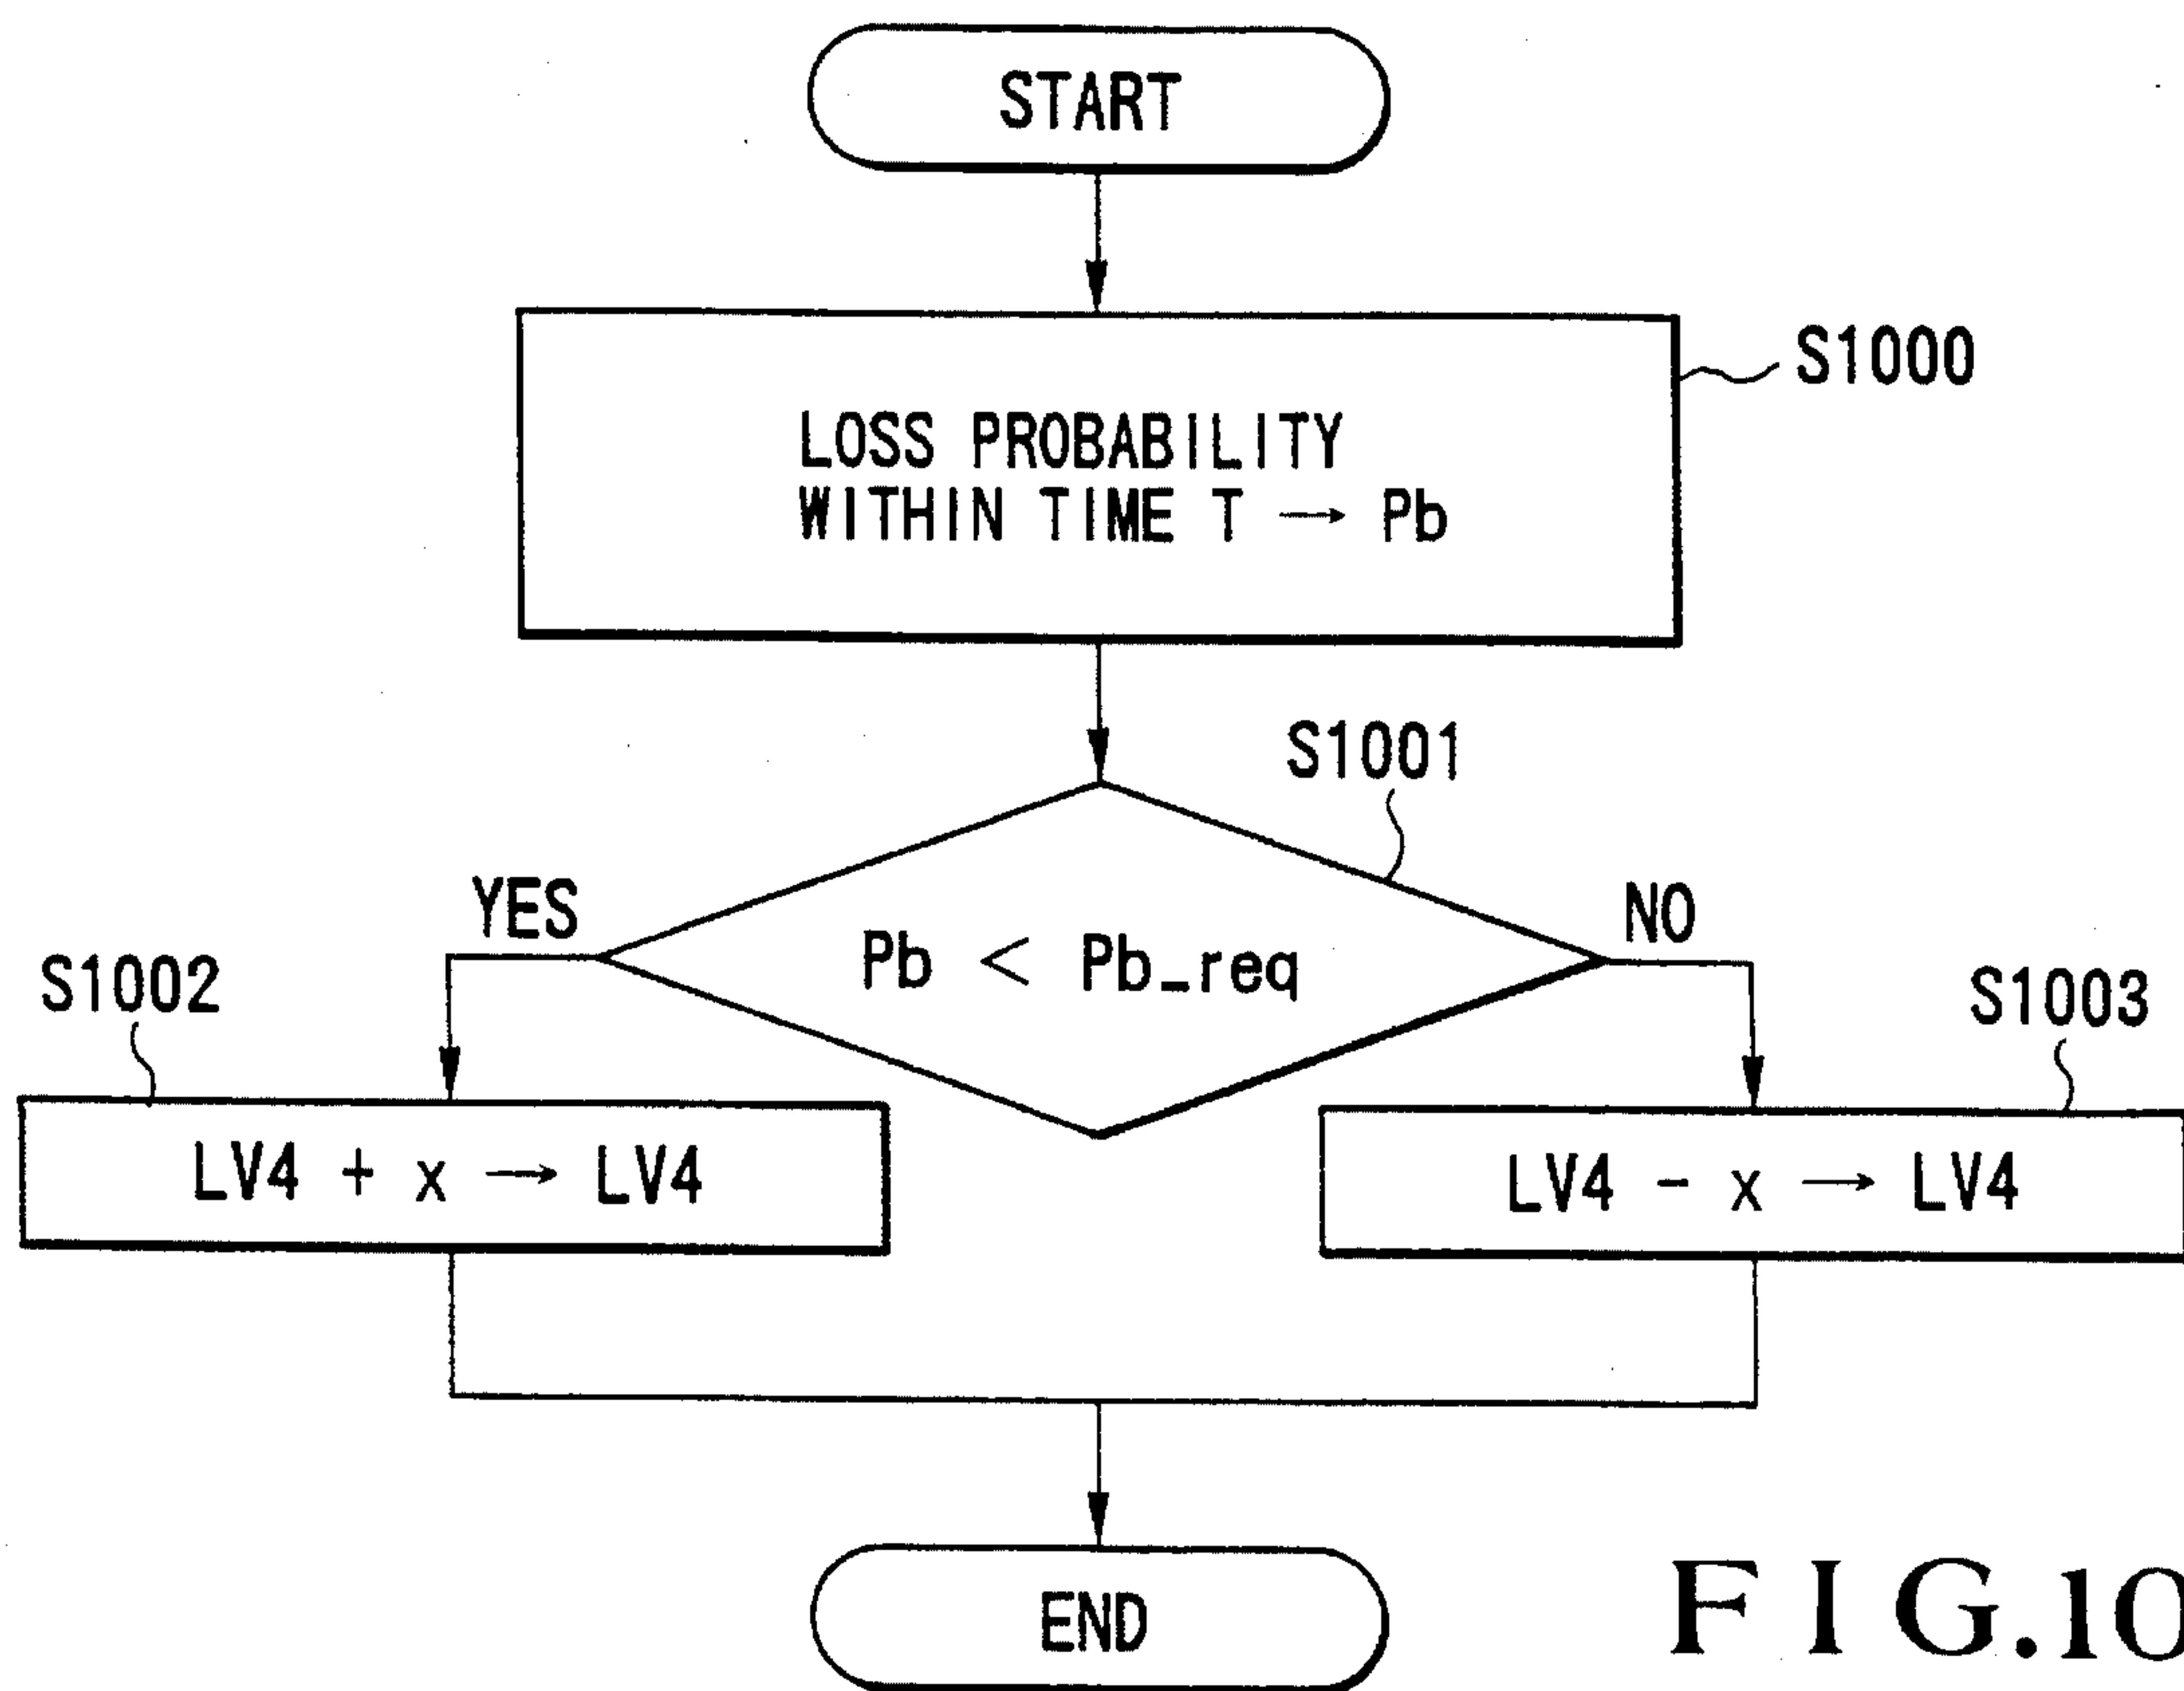 START
S1000
LOSS PROBABILITY
WITHIN TIME T → Pb
S1001
YES
NO
Pb < Pb_req
S1002
S1003
LV4 + x → LV4
LV4 - x → LV4
END
FIG.10